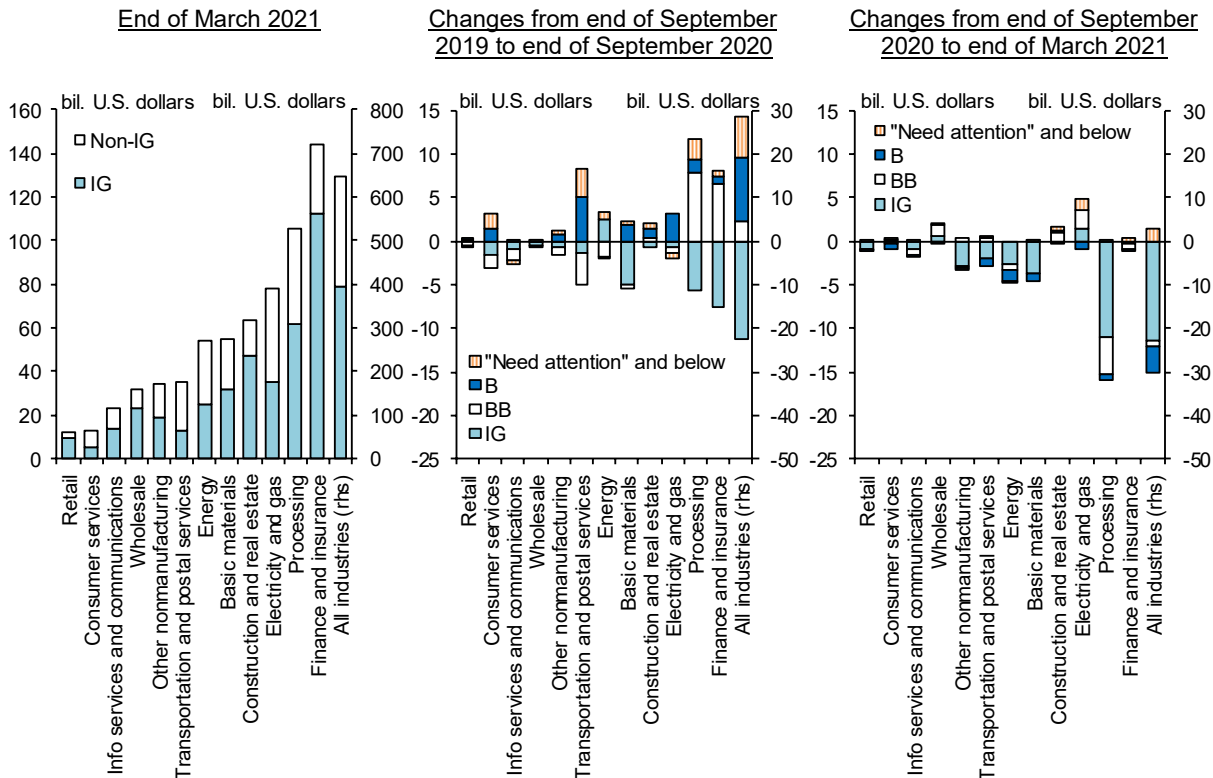 End of March 2021
bil. U.S. dollars
bil. U.S. dollars
160
140
120
100
80
60
40
20
0
800
700
600
500
400
300
200
100
0
Non-IG
IG
Retail
Consumer services
Info services and communications
Wholesale
Other nonmanufacturing
Transportation and postal services
Energy
Basic materials
Construction and real estate
Electricity and gas
Processing
Finance and insurance
All industries (rhs)
Changes from end of September
2019 to end of September 2020
bil. U.S. dollars
bil. U.S. dollars
15
10
5
0
-5
-10
-15
-20
-25
30
20
10
0
-10
-20
-30
-40
-50
"Need attention" and below
B
BB
IG
Retail
Consumer services
Info services and communications
Wholesale
Other nonmanufacturing
Transportation and postal services
Energy
Basic materials
Construction and real estate
Electricity and gas
Processing
Finance and insurance
All industries (rhs)
Changes from end of September
2020 to end of March 2021
bil. U.S. dollars
bil. U.S. dollars
15
10
5
0
-5
-10
-15
-20
-25
30
20
10
0
-10
-20
-30
-40
-50
"Need attention" and below
B
BB
IG
Retail
Consumer services
Info services and communications
Wholesale
Other nonmanufacturing
Transportation and postal services
Energy
Basic materials
Construction and real estate
Electricity and gas
Processing
Finance and insurance
All industries (rhs)